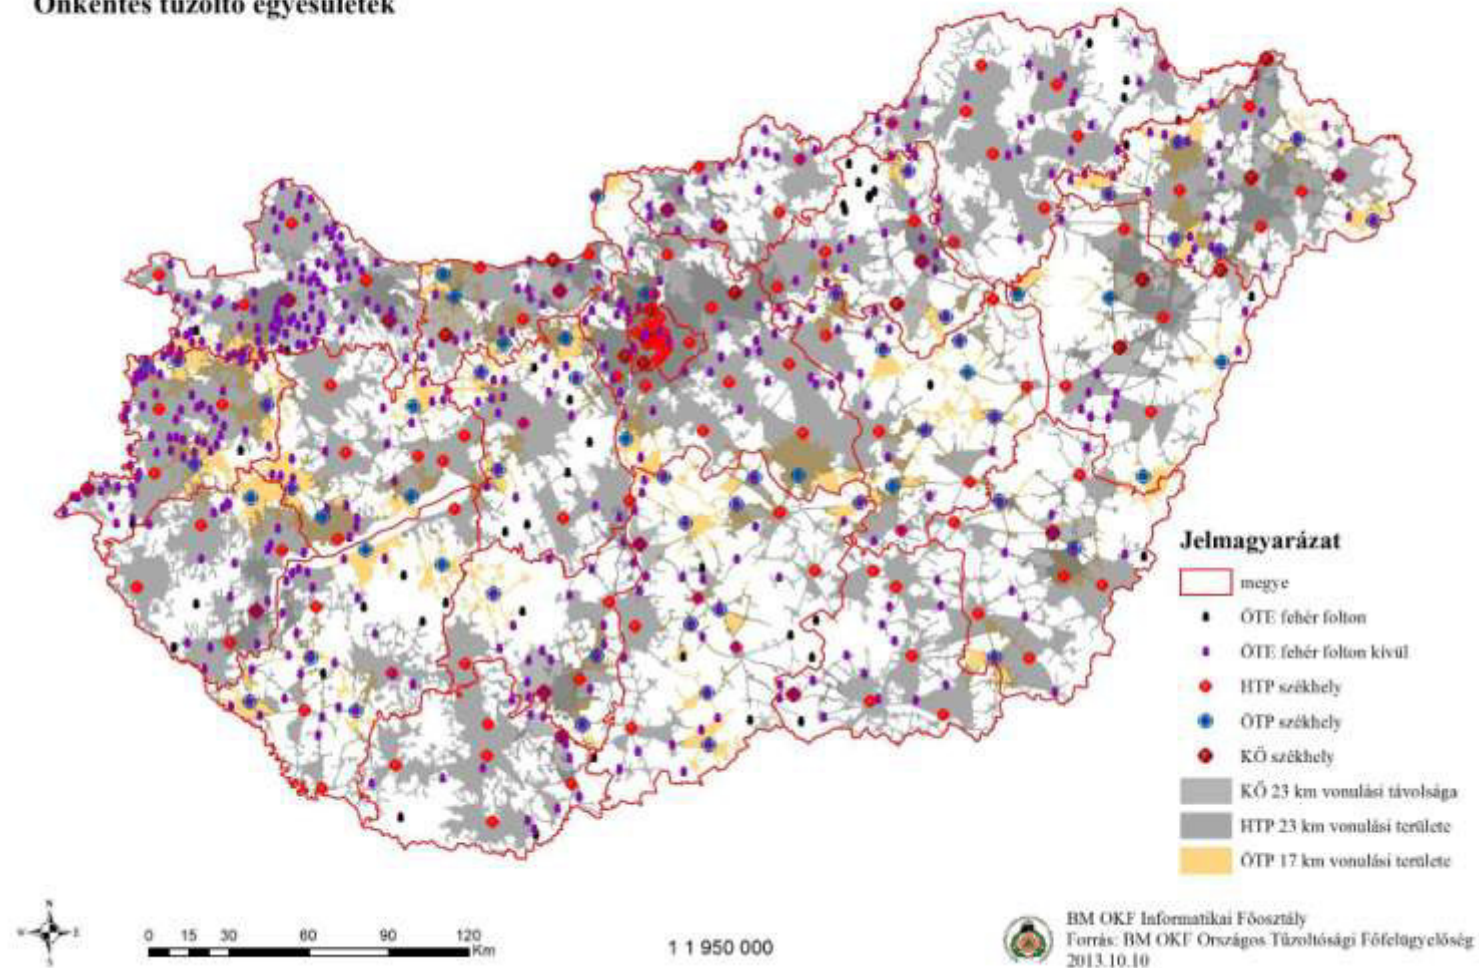 Önkéntes tűzoltó egyesületek
Jelmagyarázat
megye
ÖTE fehér folton
ÖTE fehér folton kívül
HTP székhely
ÖTP székhely
KŐ székhely
KŐ 23 km vonulási távolsága
HTP 23 km vonulási területe
ÖTP 17 km vonulási területe
N
W E
S
0 15 30 60 90 120
Km
1 1 950 000
BM OKF Informatikai Főosztály
Forrás: BM OKF Országos Tűzoltósági Főfelügyelőség
2013.10.10